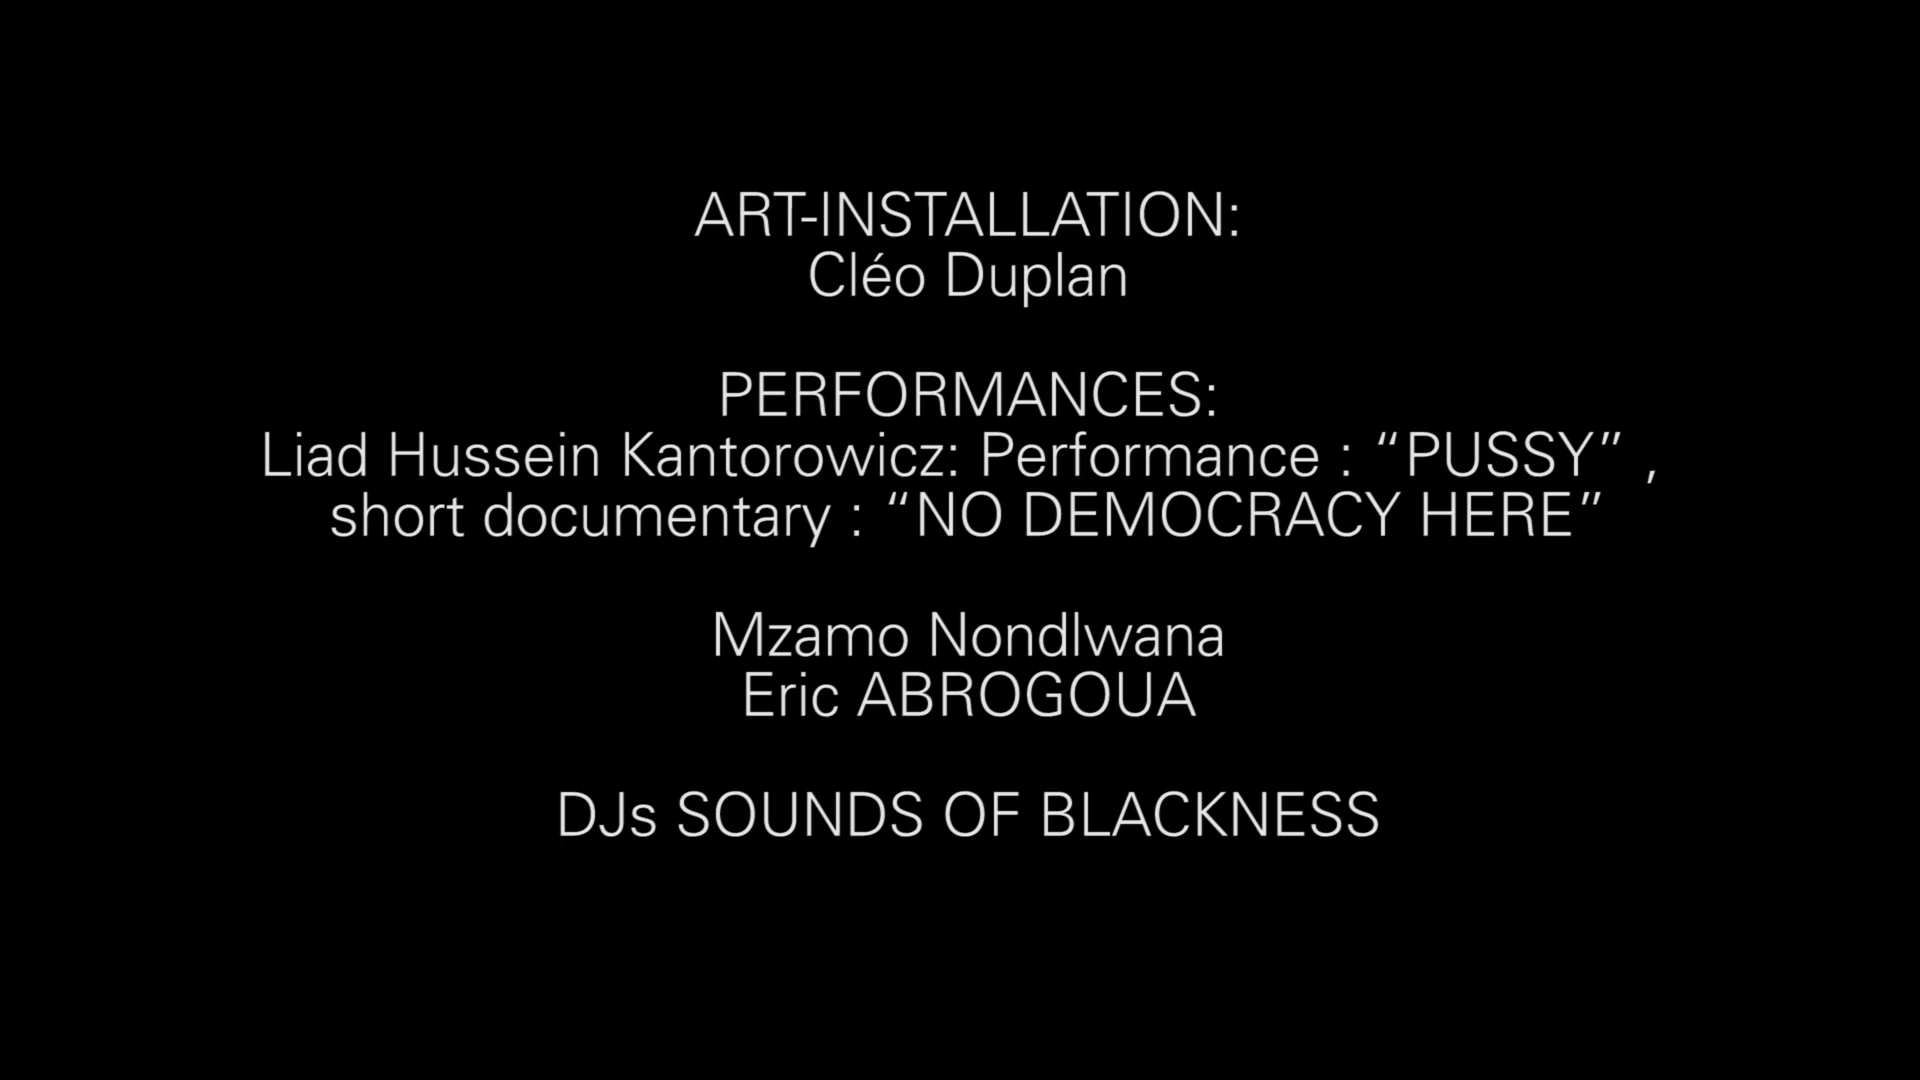 ART-INSTALLATION:
Cléo Duplan
PERFORMANCES:
Liad Hussein Kantorowicz: Performance : “PUSSY” ,
short documentary : “NO DEMOCRACY HERE”
Mzamo Nondlwana
Eric ABROGOUA
DJs SOUNDS OF BLACKNESS